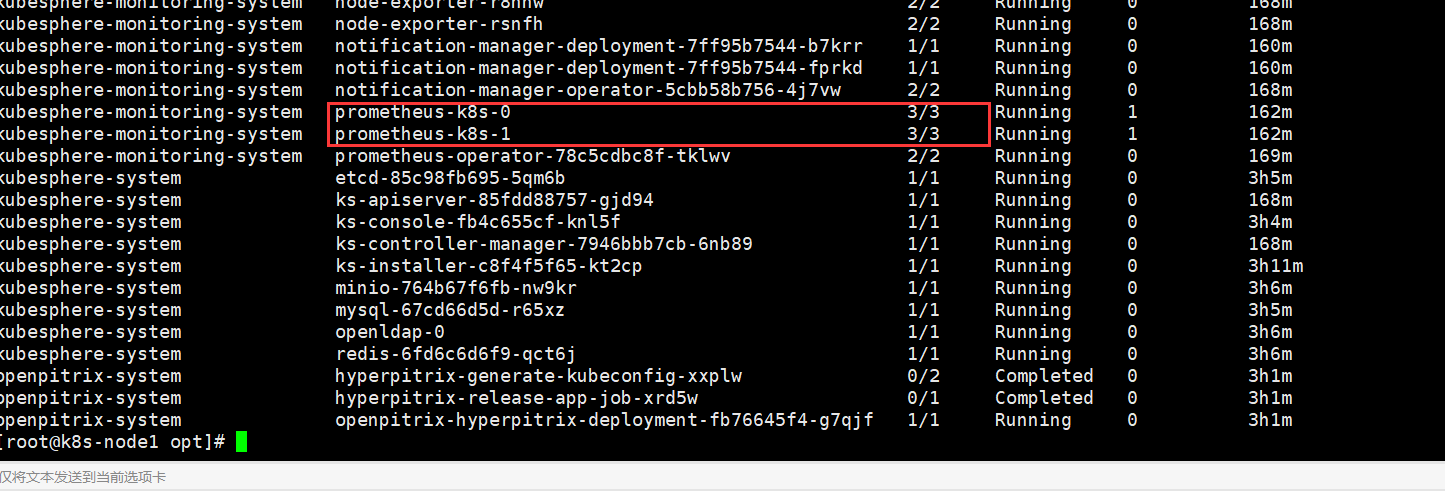 kubesphere-monitoring-system node-exporter-r8nnw 2/2 Running 0 168m
kubesphere-monitoring-system node-exporter-rsnfh 2/2 Running 0 168m
kubesphere-monitoring-system notification-manager-deployment-7ff95b7544-b7krr 1/1 Running 0 160m
kubesphere-monitoring-system notification-manager-deployment-7ff95b7544-fprkd 1/1 Running 0 160m
kubesphere-monitoring-system notification-manager-operator-5cbb58b756-4j7vw 2/2 Running 0 168m
kubesphere-monitoring-system prometheus-k8s-0 3/3 Running 1 162m
kubesphere-monitoring-system prometheus-k8s-1 3/3 Running 1 162m
kubesphere-monitoring-system prometheus-operator-78c5cdbc8f-tklwv 2/2 Running 0 169m
kubesphere-system etcd-85c98fb695-5qm6b 1/1 Running 0 3h5m
kubesphere-system ks-apiserver-85fdd88757-gjd94 1/1 Running 0 168m
kubesphere-system ks-console-fb4c655cf-knl5f 1/1 Running 0 3h4m
kubesphere-system ks-controller-manager-7946bbb7cb-6nb89 1/1 Running 0 168m
kubesphere-system ks-installer-c8f4f5f65-kt2cp 1/1 Running 0 3h11m
kubesphere-system minio-764b67f6fb-nw9kr 1/1 Running 0 3h6m
kubesphere-system mysql-67cd66d5d-r65xz 1/1 Running 0 3h5m
kubesphere-system openldap-0 1/1 Running 0 3h6m
kubesphere-system redis-6fd6c6d6f9-qct6j 1/1 Running 0 3h6m
openpitrix-system hyperpitrix-generate-kubeconfig-xxplw 0/2 Completed 0 3h1m
openpitrix-system hyperpitrix-release-app-job-xrd5w 0/1 Completed 0 3h1m
openpitrix-system openpitrix-hyperpitrix-deployment-fb76645f4-g7qjf 1/1 Running 0 3h1m
[root@k8s-node1 opt]#
仅将文本发送到当前选项卡